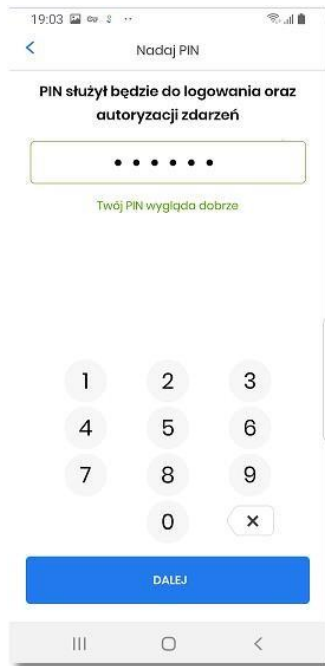 19:03
Nadaj PIN
PIN służył będzie do logowania oraz
autoryzacji zdarzeń
••••••
Twój PIN wygląda dobrze
1 2 3
4 5 6
7 8 9
0
DALEJ